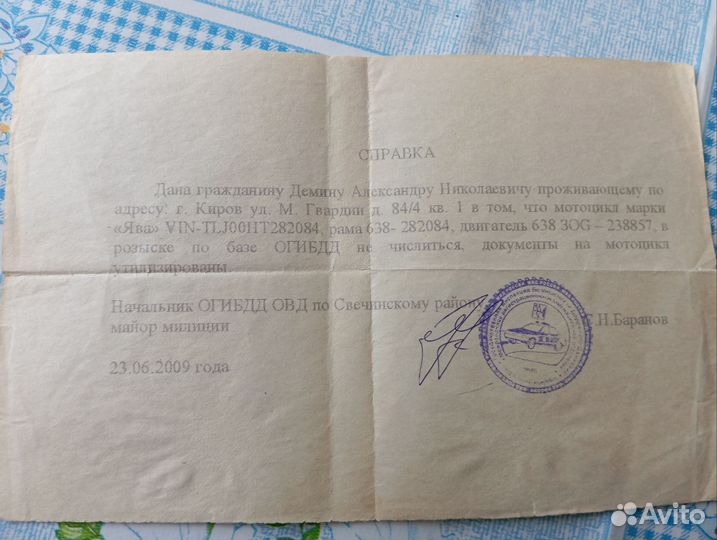 СПРАВКА
Дана гражданину Демину Александру Николаевичу проживающему по
адресу: г. Киров ул. М. Гвардии д. 84/4 кв. 1 в том, что мотоцикл марки
«Ява» VIN-TLJ00HT282084, рама 638- 282084, двигатель 638 ЗОG – 238857, в
розыске по базе ОГИБДД не числиться, документы на мотоцикл
утилизированы.
Начальник ОГИБДД ОВД по Свечинскому району
майор милиции
Н.Баранов
23.06.2009 года
Avito